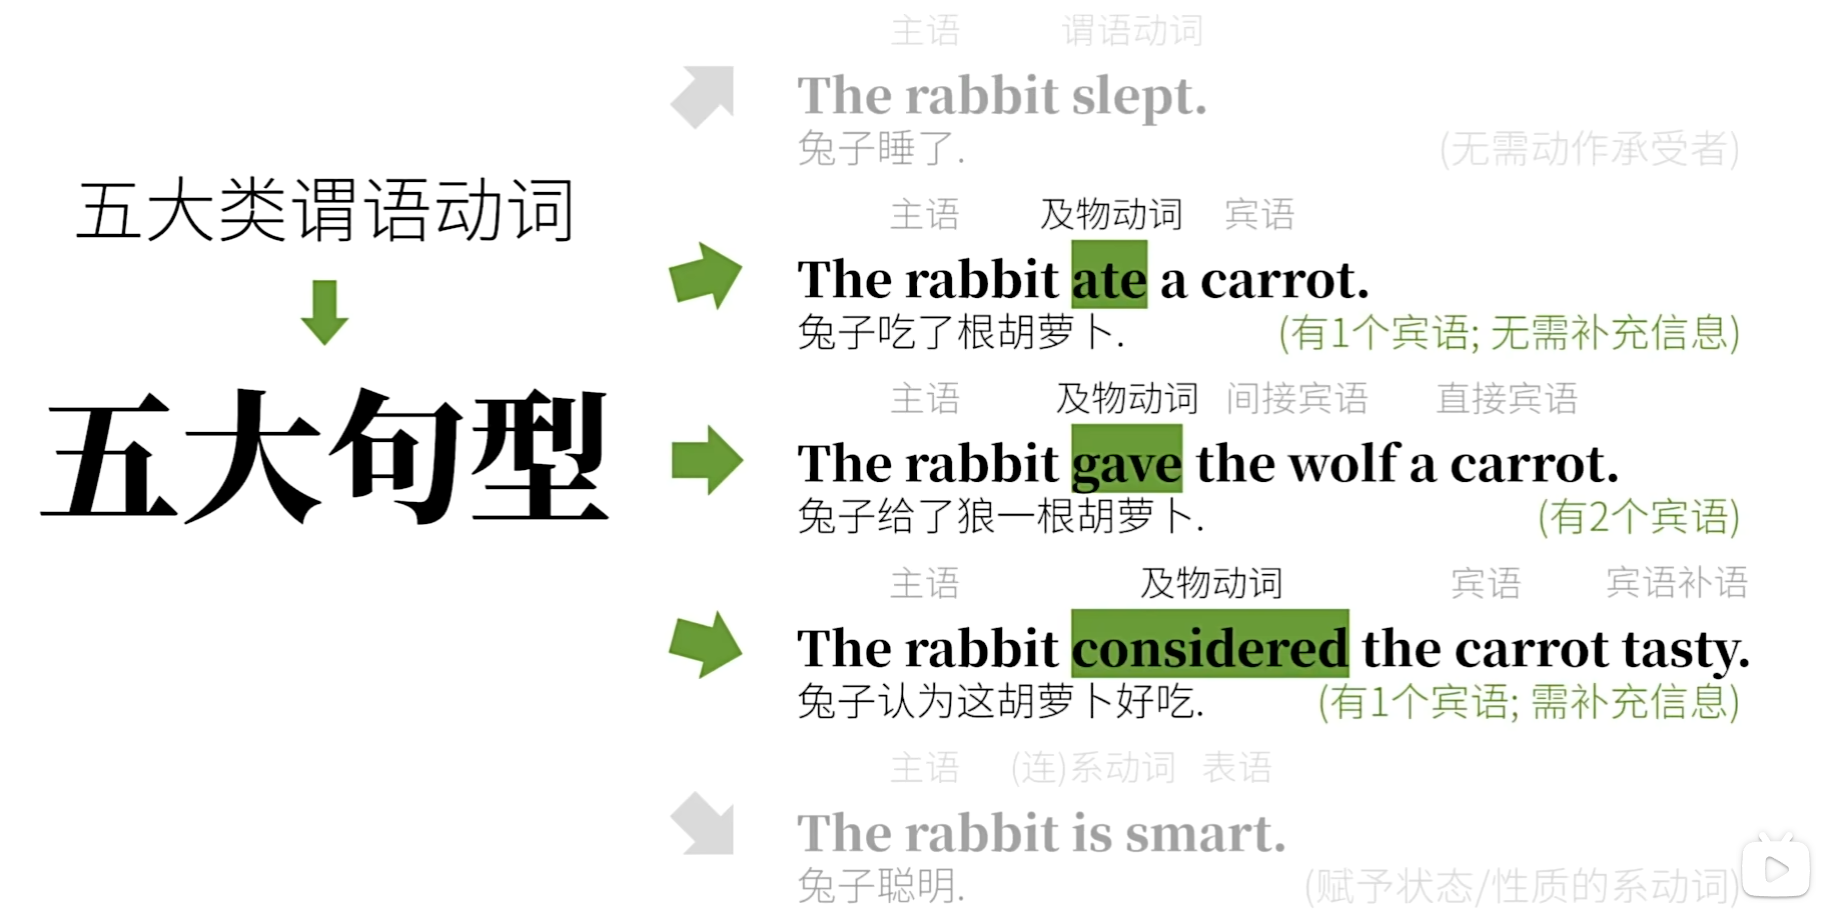 五大类谓语动词
五大句型
主语 谓语动词
The rabbit slept.
兔子睡了.
(无需动作承受者)
主语 及物动词 宾语
The rabbit ate a carrot.
兔子吃了根胡萝卜.
(有1个宾语; 无需补充信息)
主语 及物动词 间接宾语 直接宾语
The rabbit gave the wolf a carrot.
兔子给了狼一根胡萝卜.
(有2个宾语)
主语 及物动词 宾语 宾语补语
The rabbit considered the carrot tasty.
兔子认为这胡萝卜好吃.
(有1个宾语; 需补充信息)
主语 (连)系动词 表语
The rabbit is smart.
兔子聪明.
(赋予状态/性质的系动词)